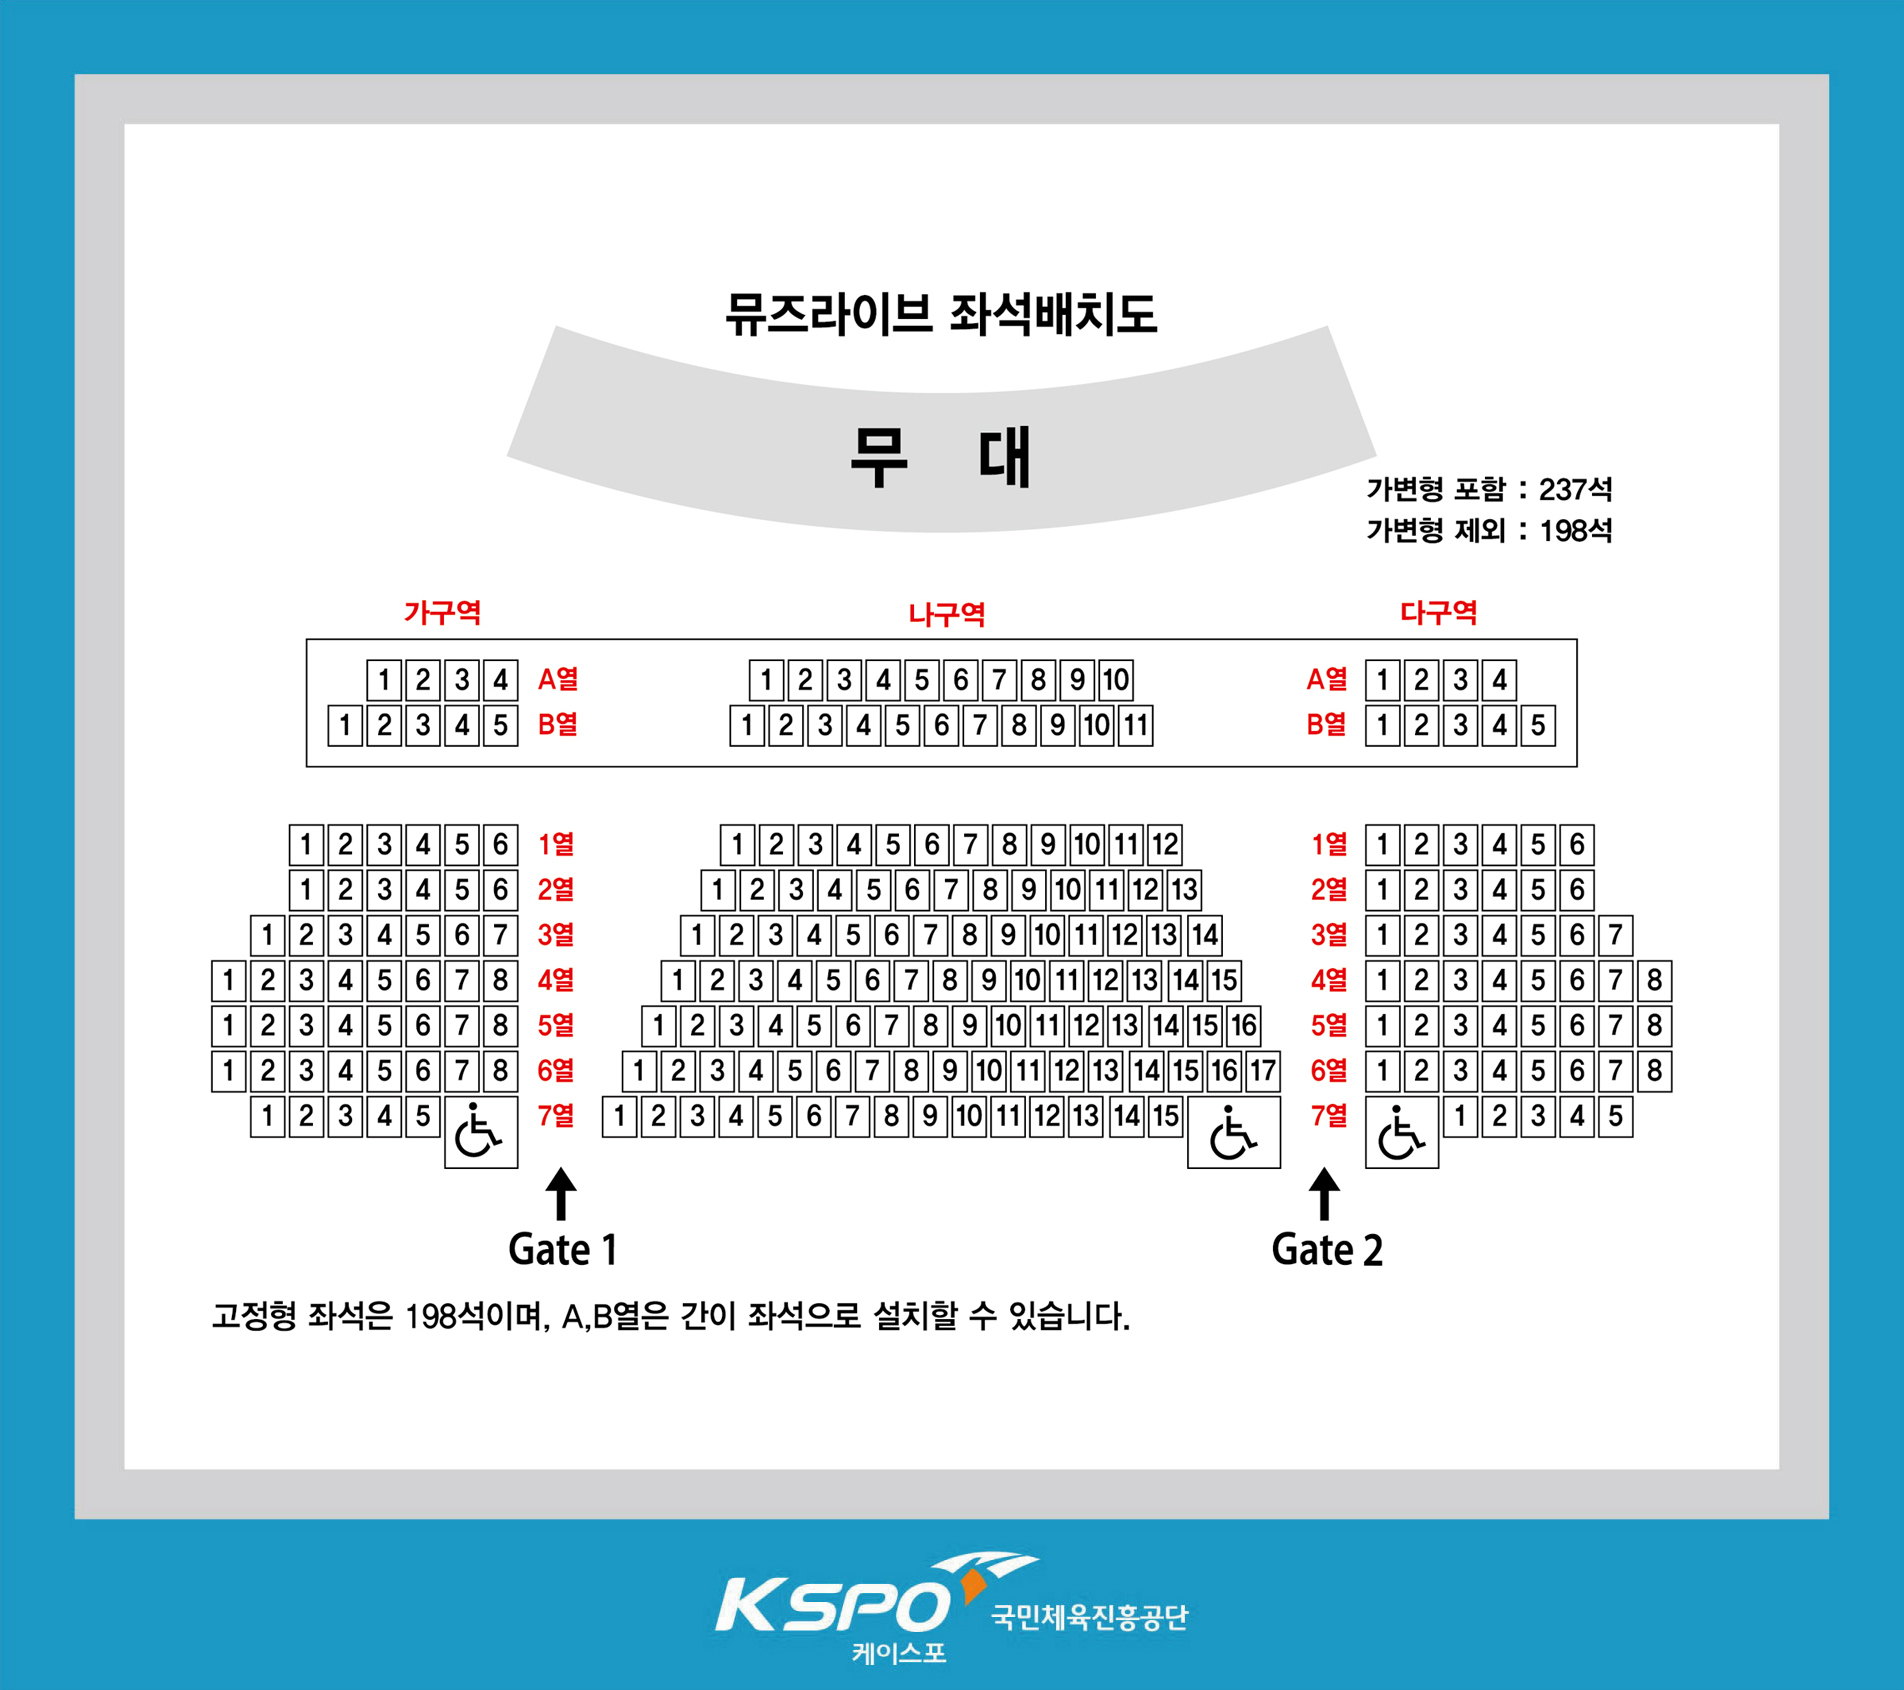 뮤즈라이브 좌석배치도
무 대
가변형 포함 : 237석
가변형 제외 : 198석
가구역 나구역 다구역
1 2 3 4 A열 1 2 3 4 5 6 7 8 9 10 A열 1 2 3 4
1 2 3 4 5 B열 1 2 3 4 5 6 7 8 9 10 11 B열 1 2 3 4 5
1 2 3 4 5 6 1열 1 2 3 4 5 6 7 8 9 10 11 12 1열 1 2 3 4 5 6
1 2 3 4 5 6 2열 1 2 3 4 5 6 7 8 9 10 11 12 13 2열 1 2 3 4 5 6
1 2 3 4 5 6 7 3열 1 2 3 4 5 6 7 8 9 10 11 12 13 14 3열 1 2 3 4 5 6 7
1 2 3 4 5 6 7 8 4열 1 2 3 4 5 6 7 8 9 10 11 12 13 14 15 4열 1 2 3 4 5 6 7 8
1 2 3 4 5 6 7 8 5열 1 2 3 4 5 6 7 8 9 10 11 12 13 14 15 16 5열 1 2 3 4 5 6 7 8
1 2 3 4 5 6 7 8 6열 1 2 3 4 5 6 7 8 9 10 11 12 13 14 15 16 17 6열 1 2 3 4 5 6 7 8
1 2 3 4 5 7열 1 2 3 4 5 6 7 8 9 10 11 12 13 14 15 7열 1 2 3 4 5
Gate 1 Gate 2
고정형 좌석은 198석이며, A,B열은 간이 좌석으로 설치할 수 있습니다.
KSPO 국민체육진흥공단
케이스포